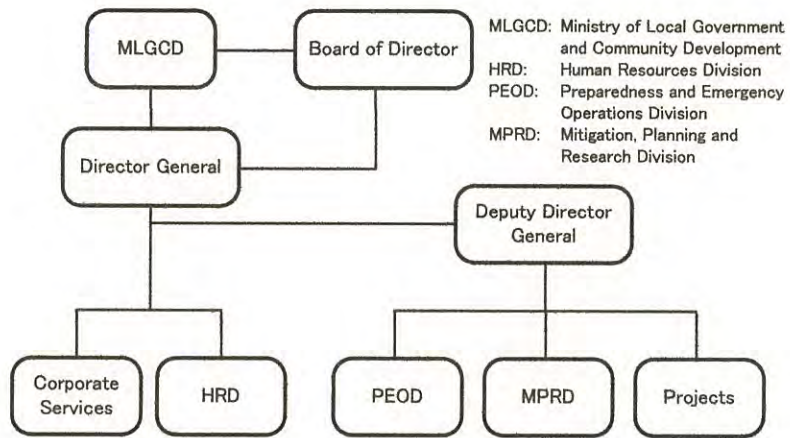 MLGCD
Board of Director
MLGCD: Ministry of Local Government
and Community Development
HRD: Human Resources Division
PEOD: Preparedness and Emergency
Operations Division
MPRD: Mitigation, Planning and
Research Division
Director General
Deputy Director
General
Corporate
Services
HRD
PEOD
MPRD
Projects